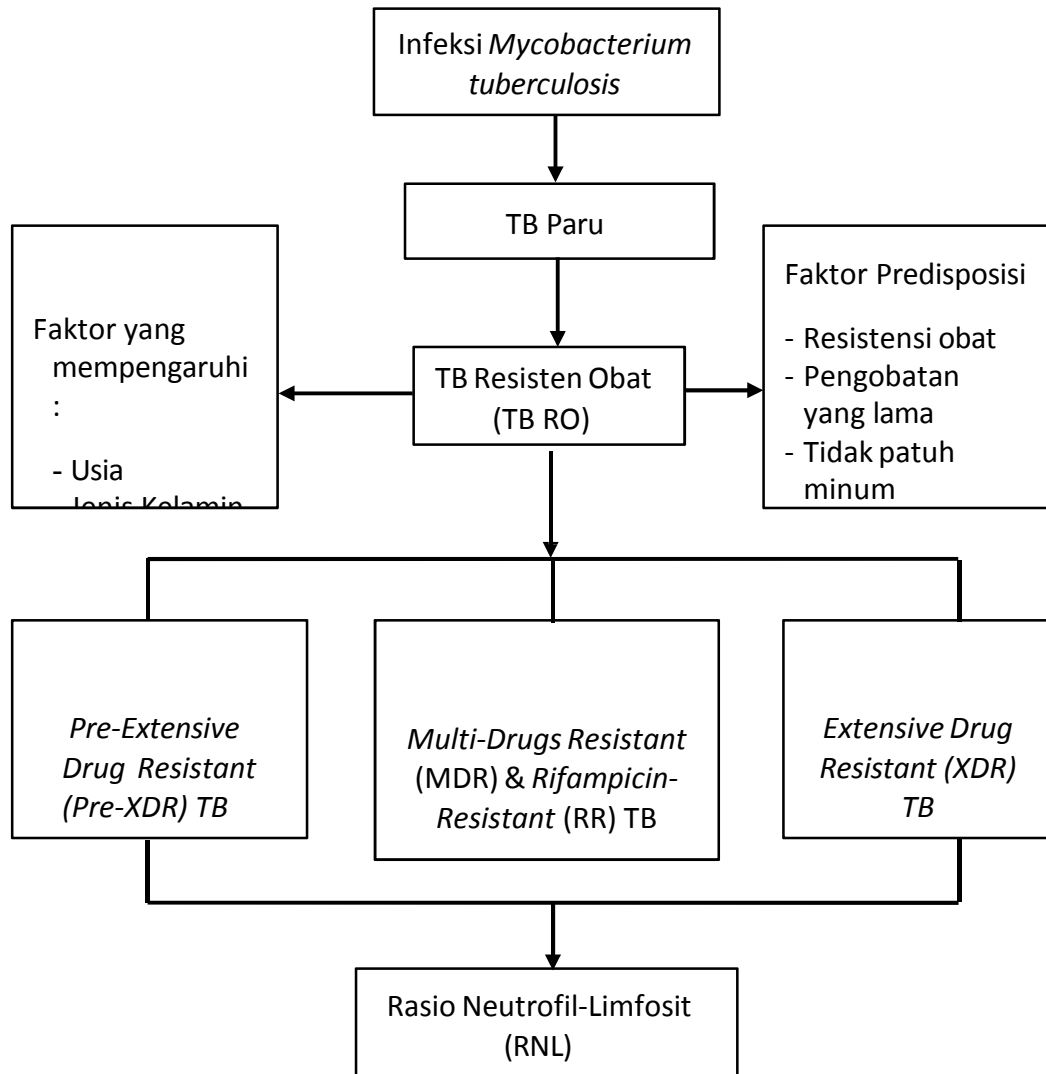 Infeksi Mycobacterium
tuberculosis
TB Paru
Faktor yang
mempengaruhi
:
- Usia
Jenis Kelamin
TB Resisten Obat
(TB RO)
Faktor Predisposisi
- Resistensi obat
- Pengobatan
yang lama
- Tidak patuh
minum
Pre-Extensive
Drug Resistant
(Pre-XDR) TB
Multi-Drugs Resistant
(MDR) & Rifampicin-
Resistant (RR) TB
Extensive Drug
Resistant (XDR)
TB
Rasio Neutrofil-Limfosit
(RNL)